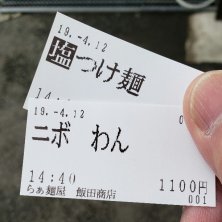 19.-4.12
塩つけ麺
14
19.-4.12
ニボ わん
14:40 1100円
らぁ麺屋 飯田商店 001